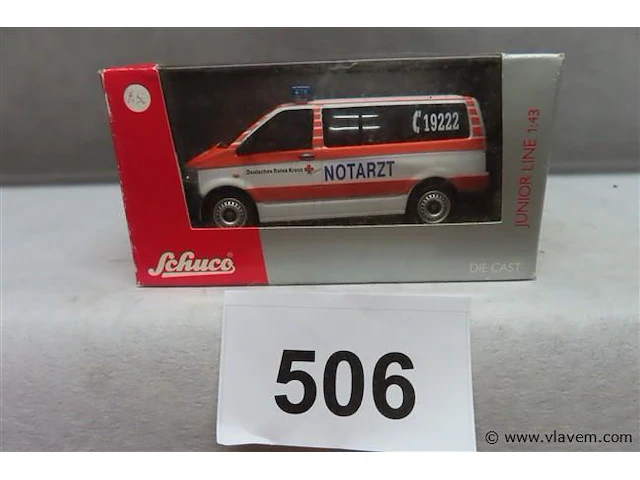 19222
Deutsches Rotes Kreuz
NOTARZT
JUNIOR LINE 1:43
Schuco
DIE CAST
506
© www.vlavem.com